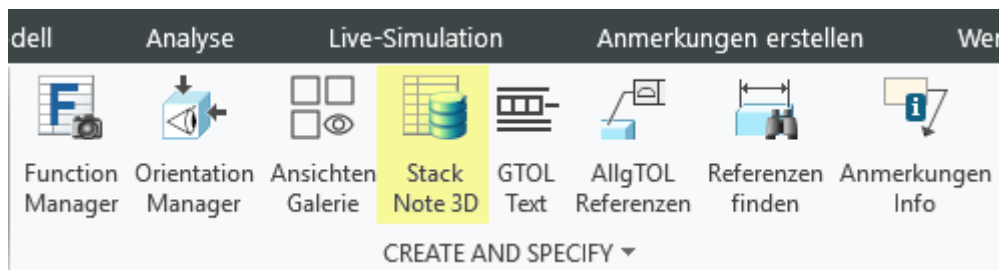 dell Analyse Live-Simulation Anmerkungen erstellen Wer
Function Orientation Ansichten Stack GTOL AllgTOL Referenzen Anmerkungen
Manager Manager Galerie Note 3D Text Referenzen finden Info
CREATE AND SPECIFY